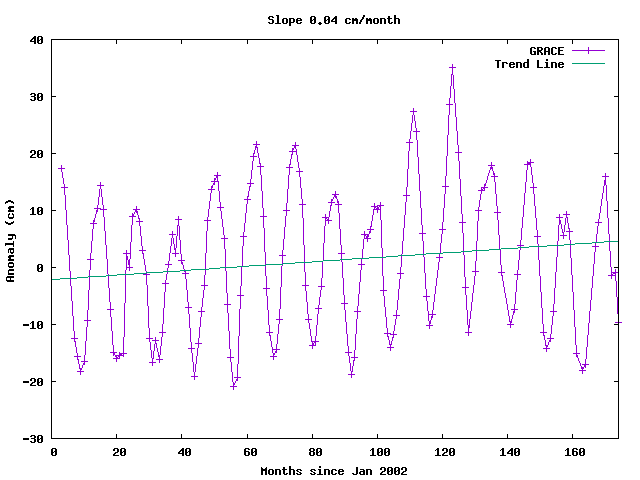 Slope 0.04 cm/month
GRACE
Trend Line
40
30
20
10
0
-10
-20
-30
Anomaly (cm)
0 20 40 60 80 100 120 140 160
Months since Jan 2002